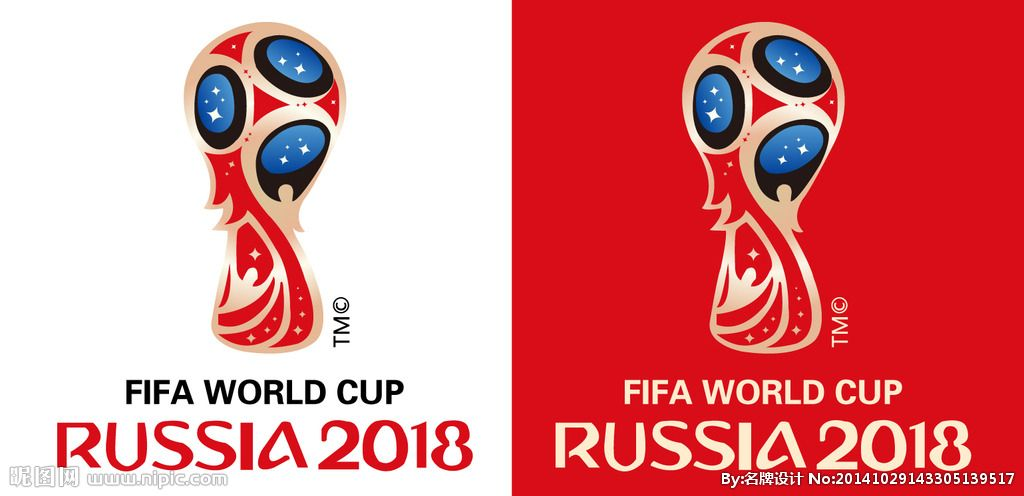 TM©
FIFA WORLD CUP
RUSSIA 2018
昵图网 www.nipic.com
TM©
FIFA WORLD CUP
RUSSIA 2018
By:名牌设计 No:20141029143305139517